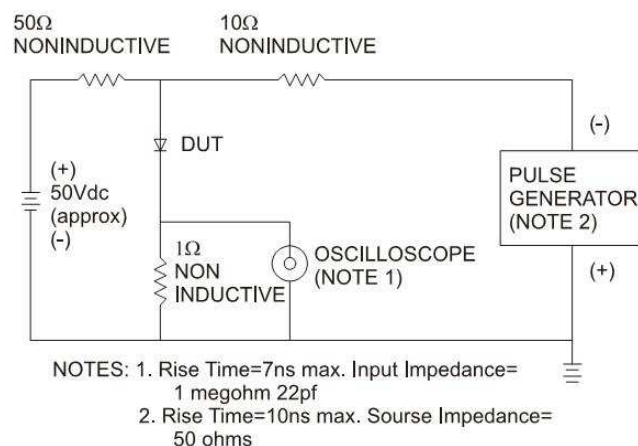 50Ω
NONINDUCTIVE
10Ω
NONINDUCTIVE
(+)
50Vdc
(approx)
(-)
DUT
1Ω
NON
INDUCTIVE
OSCILLOSCOPE
(NOTE 1)
(-)
PULSE
GENERATOR
(NOTE 2)
(+)
NOTES: 1. Rise Time=7ns max. Input Impedance=
1 megohm 22pf
2. Rise Time=10ns max. Sourse Impedance=
50 ohms